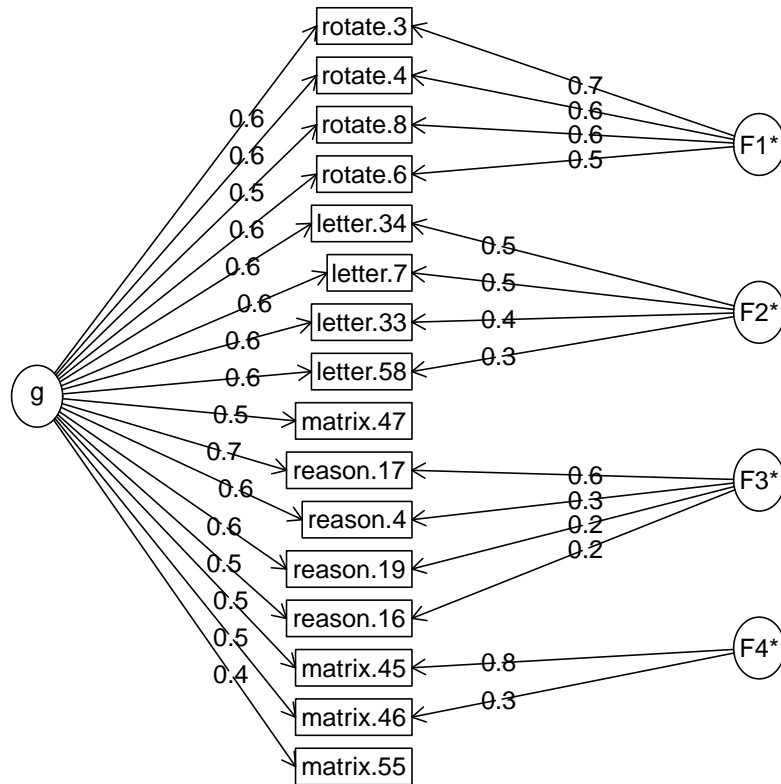 rotate.3
rotate.4
rotate.8
rotate.6
letter.34
letter.7
letter.33
letter.58
matrix.47
reason.17
reason.4
reason.19
reason.16
matrix.45
matrix.46
matrix.55
g
0.6
0.6
0.5
0.6
0.6
0.6
0.6
0.6
0.5
0.7
0.6
0.6
0.5
0.5
0.5
0.4
F1*
0.7
0.6
0.6
0.5
F2*
0.5
0.5
0.4
0.3
F3*
0.6
0.3
0.2
0.2
F4*
0.8
0.3